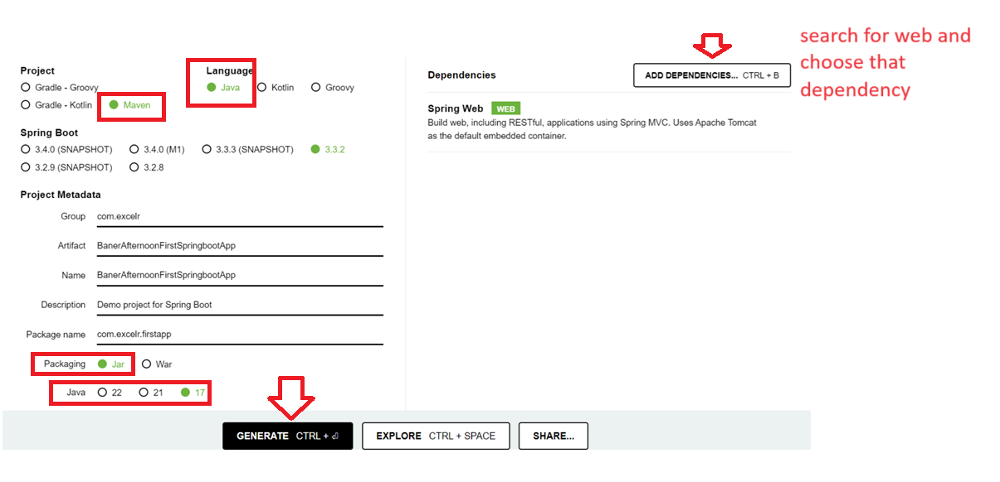 search for web and
choose that
dependency
Project
Language
Gradle - Groovy
Java
Kotlin
Groovy
Gradle - Kotlin
Maven
Spring Boot
3.4.0 (SNAPSHOT)
3.4.0 (M1)
3.3.3 (SNAPSHOT)
3.3.2
3.2.9 (SNAPSHOT)
3.2.8
Project Metadata
Group com.excelr
Artifact BanerAfternoonFirstSpringbootApp
Name BanerAfternoonFirstSpringbootApp
Description Demo project for Spring Boot
Package name com.excelr.firstapp
Packaging Jar War
Java 22 21 17
Dependencies
ADD DEPENDENCIES... CTRL + B
Spring Web WEB
Build web, including RESTful, applications using Spring MVC. Uses Apache Tomcat
as the default embedded container.
GENERATE CTRL + ⏎
EXPLORE CTRL + SPACE
SHARE...